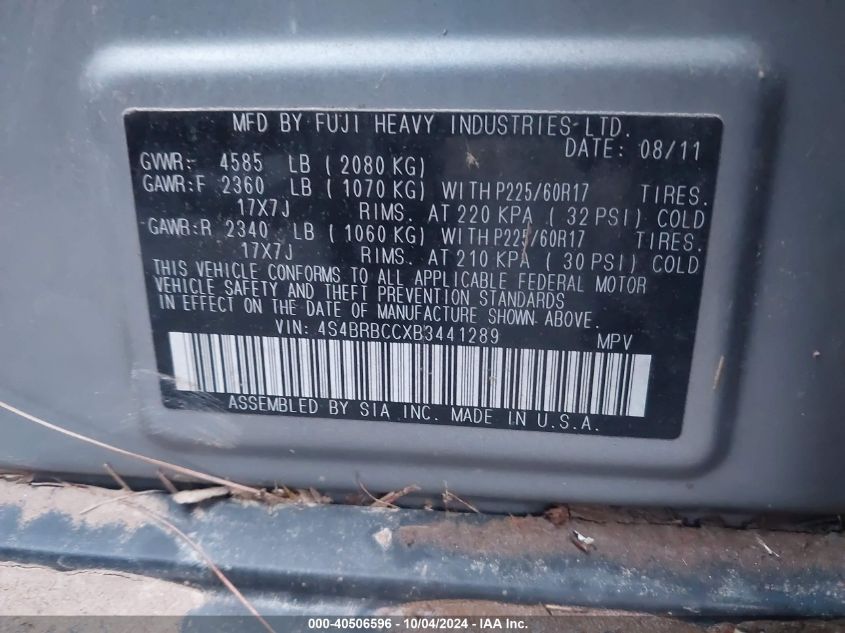 MFD BY FUJI HEAVY INDUSTRIES LTD.
DATE: 08/11
GVWR: 4585 LB ( 2080 KG)
GAWR:F 2360 LB ( 1070 KG) WITH P225/60R17 TIRES.
17X7J RIMS. AT 220 KPA ( 32 PSI) COLD
GAWR:R 2340 LB ( 1060 KG) WITH P225/60R17 TIRES.
17X7J RIMS. AT 210 KPA ( 30 PSI) COLD
THIS VEHICLE CONFORMS TO ALL APPLICABLE FEDERAL MOTOR
VEHICLE SAFETY AND THEFT PREVENTION STANDARDS
IN EFFECT ON THE DATE OF MANUFACTURE SHOWN ABOVE.
VIN: 4S4BRBCCXB3441289 MPV
ASSEMBLED BY SIA INC. MADE IN U.S.A.
000-40506596 - 10/04/2024 - IAA Inc.